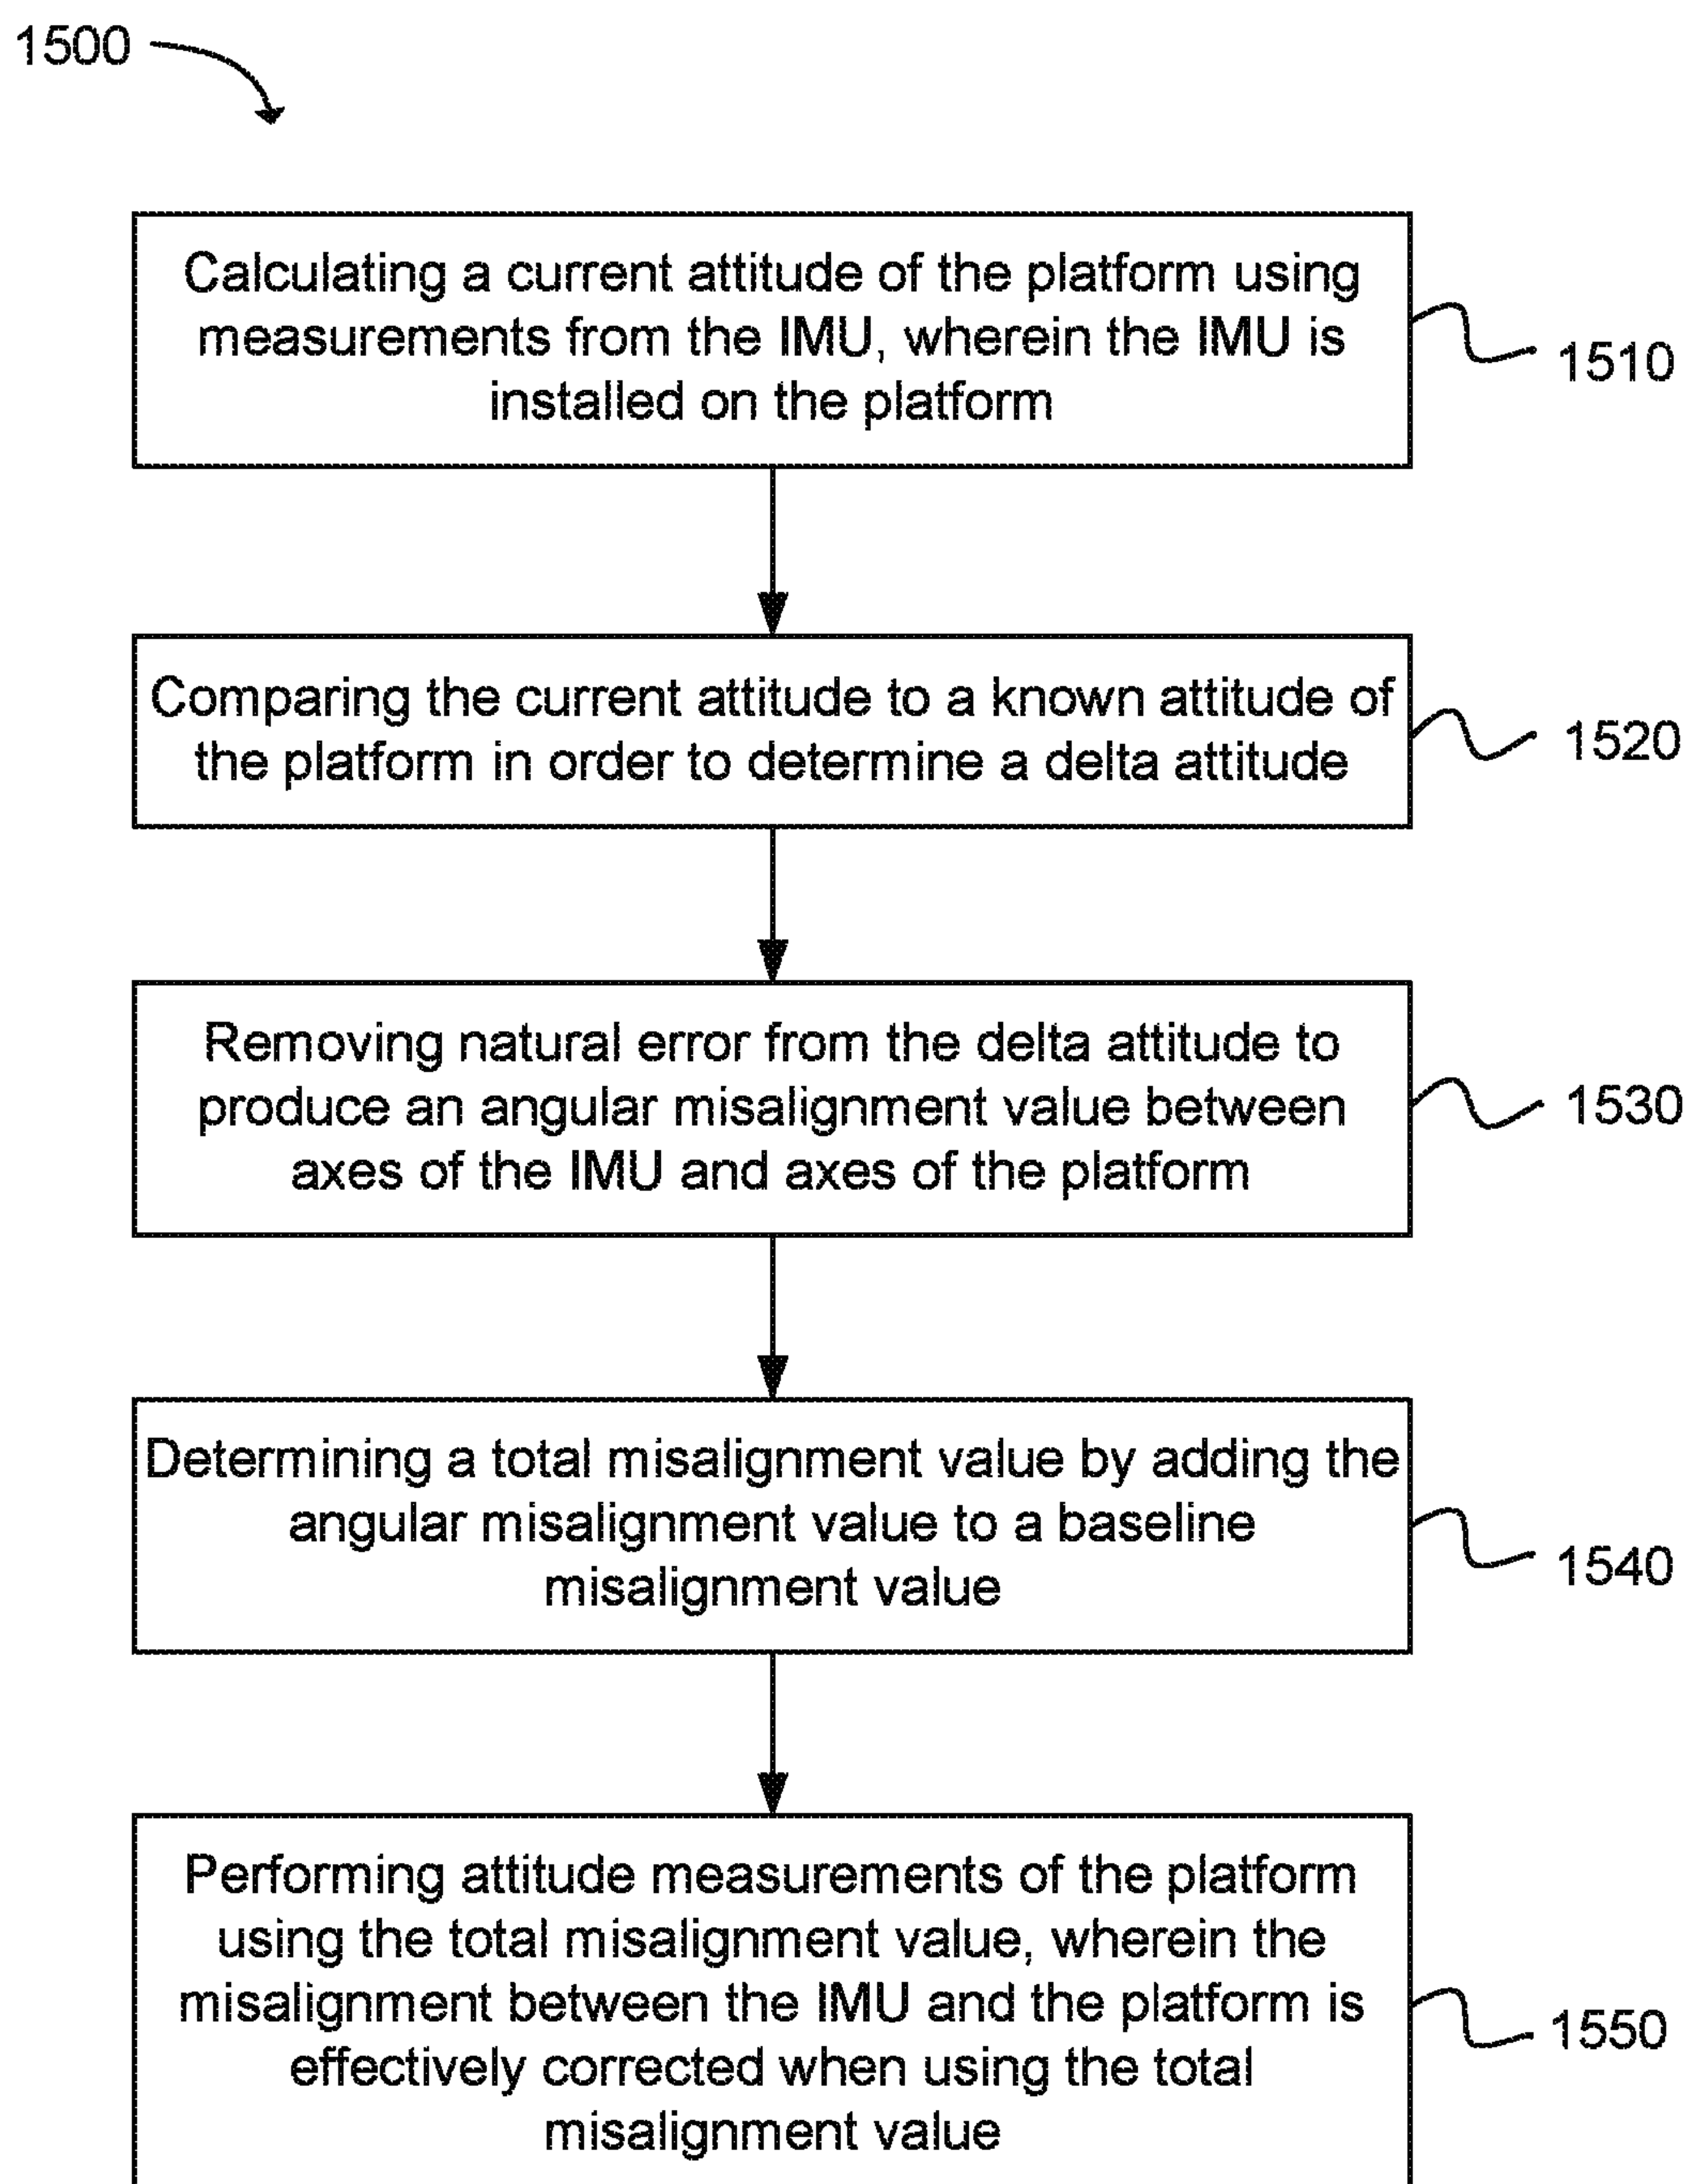 1500
Calculating a current attitude of the platform using
measurements from the IMU, wherein the IMU is
installed on the platform
1510
Comparing the current attitude to a known attitude of
the platform in order to determine a delta attitude
1520
Removing natural error from the delta attitude to
produce an angular misalignment value between
axes of the IMU and axes of the platform
1530
Determining a total misalignment value by adding the
angular misalignment value to a baseline
misalignment value
1540
Performing attitude measurements of the platform
using the total misalignment value, wherein the
misalignment between the IMU and the platform is
effectively corrected when using the total
misalignment value
1550